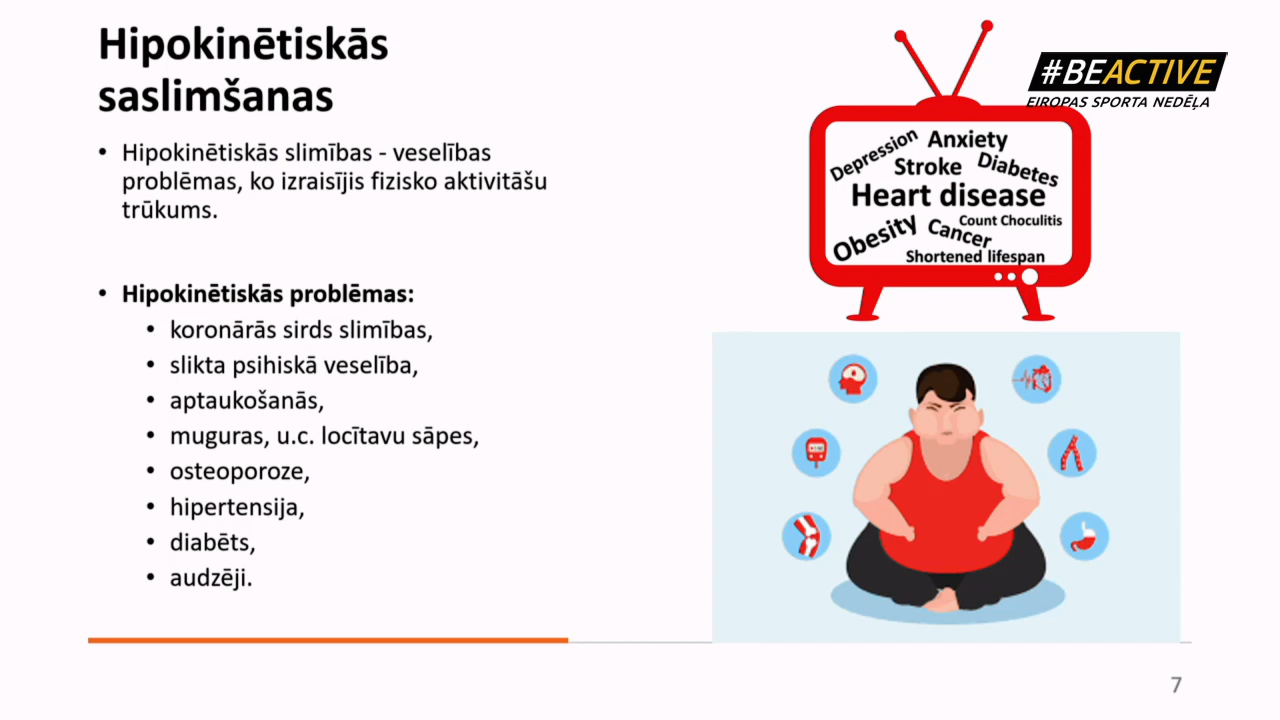 Hipokinētiskās
saslimšanas
• Hipokinētiskās slimības - veselības
problēmas, ko izraisījis fizisko aktivitāšu
trūkums.
• Hipokinētiskās problēmas:
• koronārās sirds slimības,
• slikta psihiskā veselība,
• aptaukošanās,
• muguras, u.c. locītavu sāpes,
• osteoporoze,
• hipertensija,
• diabēts,
• audzēji.
#BEACTIVE
EIROPAS SPORTA NEDĒĻA
Depression
Anxiety
Stroke
Diabetes
Heart disease
Obesity
Count Choculitis
Cancer
Shortened lifespan
7